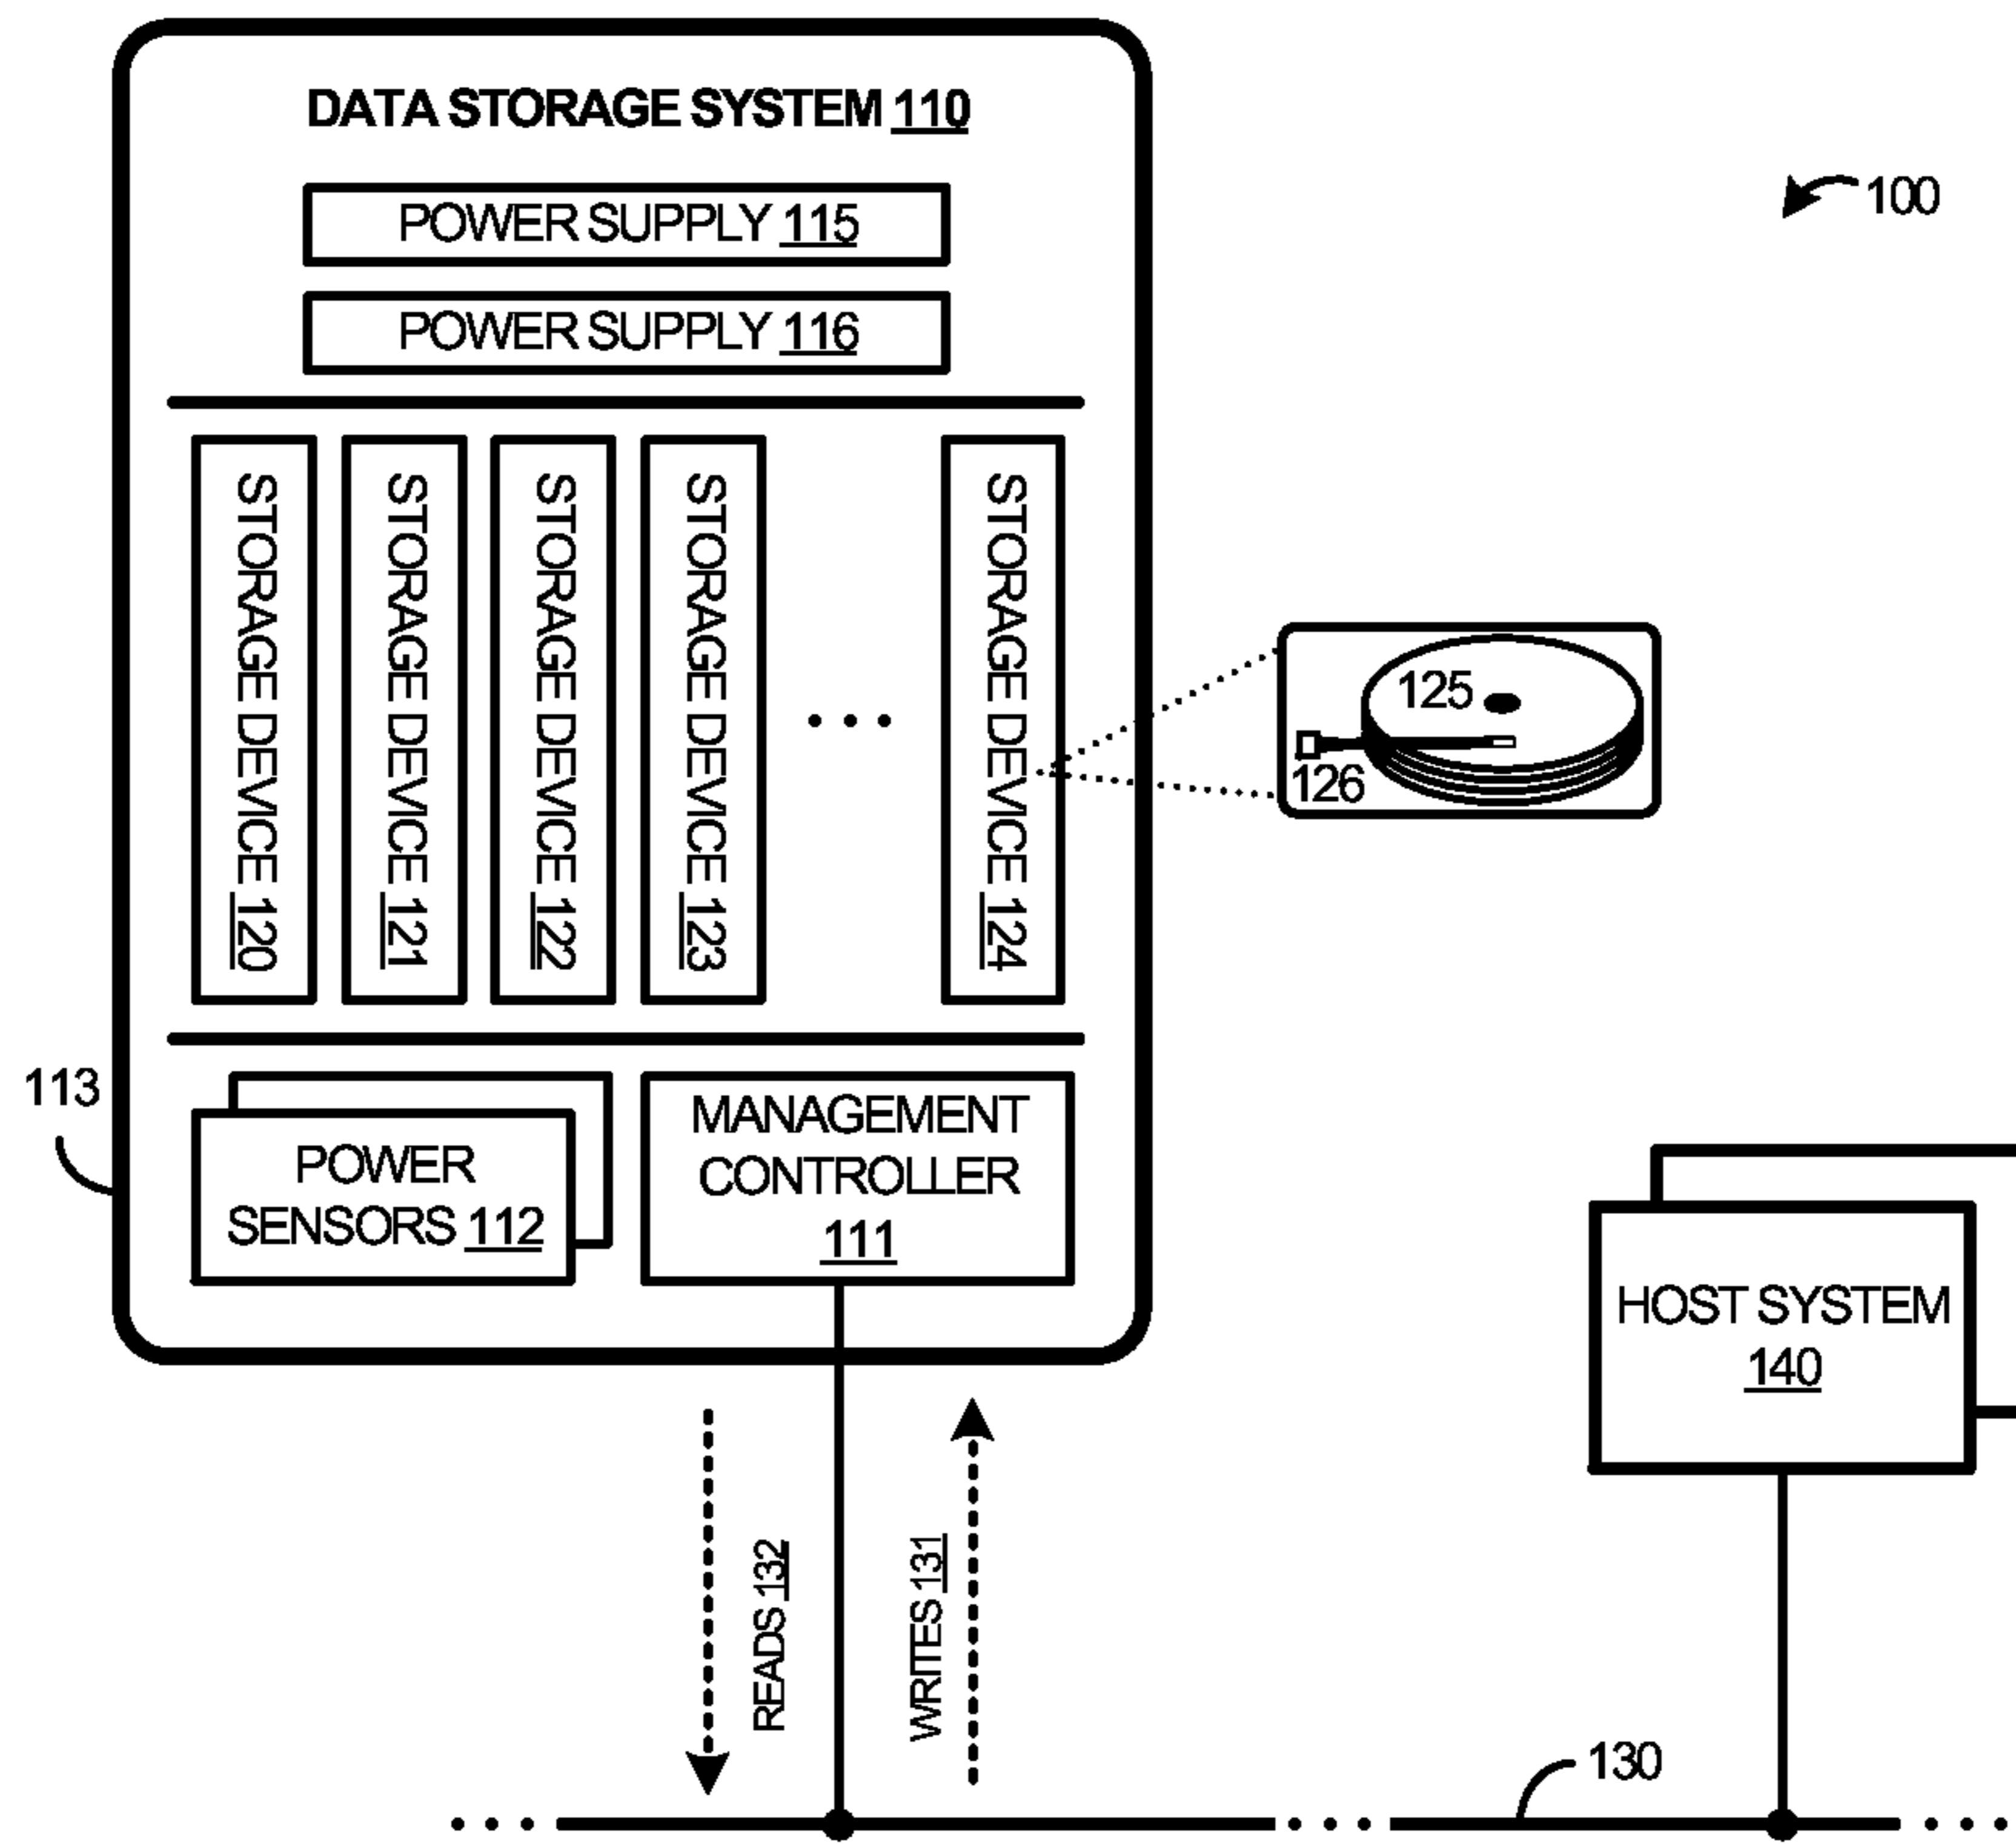 DATA STORAGE SYSTEM 110
100
POWER SUPPLY 115
POWER SUPPLY 116
STORAGE DEVICE 120
STORAGE DEVICE 121
STORAGE DEVICE 122
STORAGE DEVICE 123
STORAGE DEVICE 124
125
126
113
POWER
SENSORS 112
MANAGEMENT
CONTROLLER
111
HOST SYSTEM
140
READS 132
WRITES 131
130